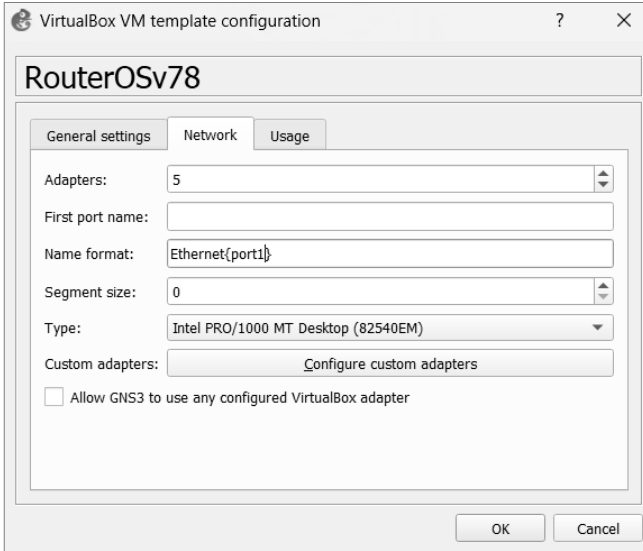 VirtualBox VM template configuration ? ×
RouterOSv78
General settings Network Usage
Adapters: 5
First port name:
Name format: Ethernet{port1}
Segment size: 0
Type: Intel PRO/1000 MT Desktop (82540EM)
Custom adapters: Configure custom adapters
Allow GNS3 to use any configured VirtualBox adapter
OK Cancel